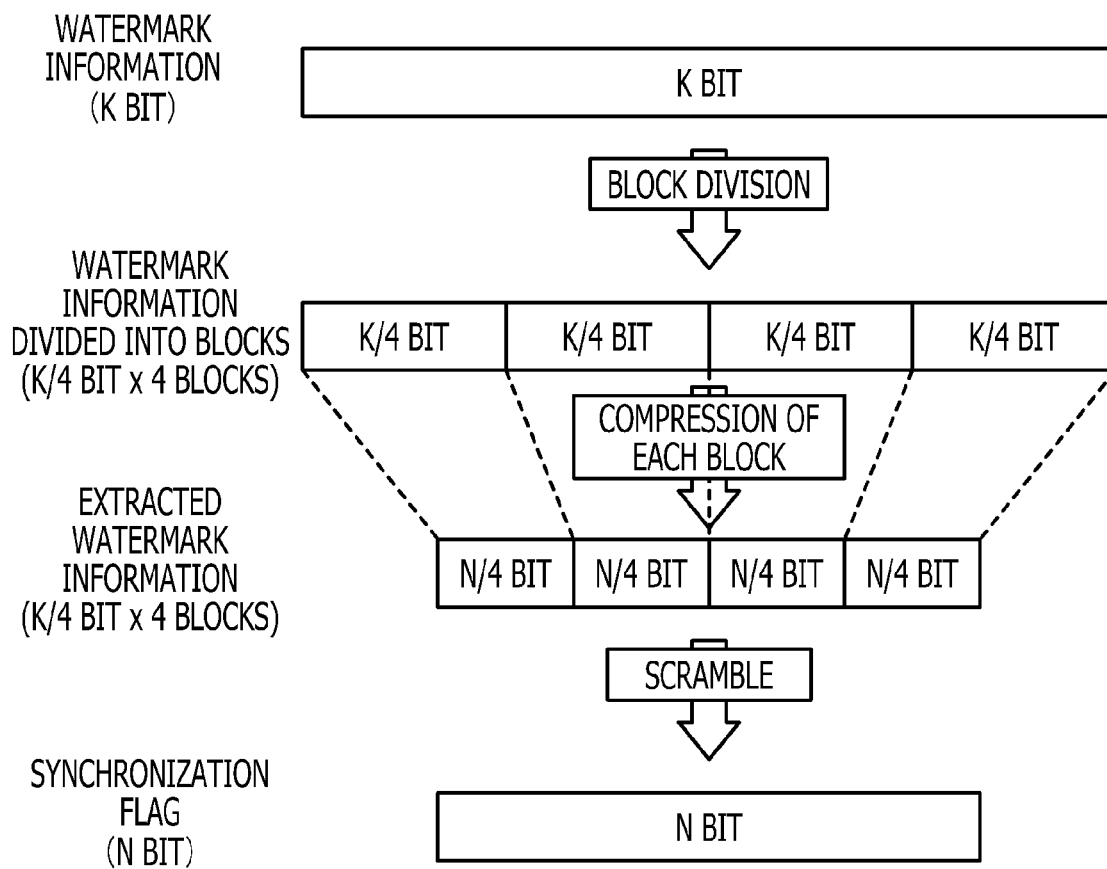 WATERMARK
INFORMATION
(K BIT)
K BIT
BLOCK DIVISION
WATERMARK
INFORMATION
DIVIDED INTO BLOCKS
(K/4 BIT x 4 BLOCKS)
K/4 BIT K/4 BIT K/4 BIT K/4 BIT
COMPRESSION OF
EACH BLOCK
EXTRACTED
WATERMARK
INFORMATION
(K/4 BIT x 4 BLOCKS)
N/4 BIT N/4 BIT N/4 BIT N/4 BIT
SCRAMBLE
SYNCHRONIZATION
FLAG
(N BIT)
N BIT